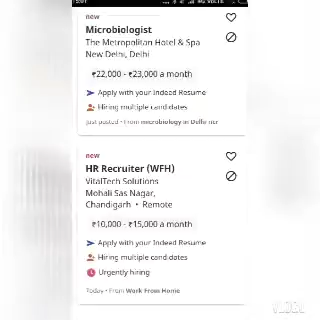 new
Microbiologist
The Metropolitan Hotel & Spa
New Delhi, Delhi
₹22,000 - ₹23,000 a month
Apply with your Indeed Resume
Hiring multiple candidates
Just posted • From microbiology in Delhi ncr
new
HR Recruiter (WFH)
VitalTech Solutions
Mohali Sas Nagar,
Chandigarh • Remote
₹10,000 - ₹15,000 a month
Apply with your Indeed Resume
Hiring multiple candidates
Urgently hiring
Today • From Work From Home